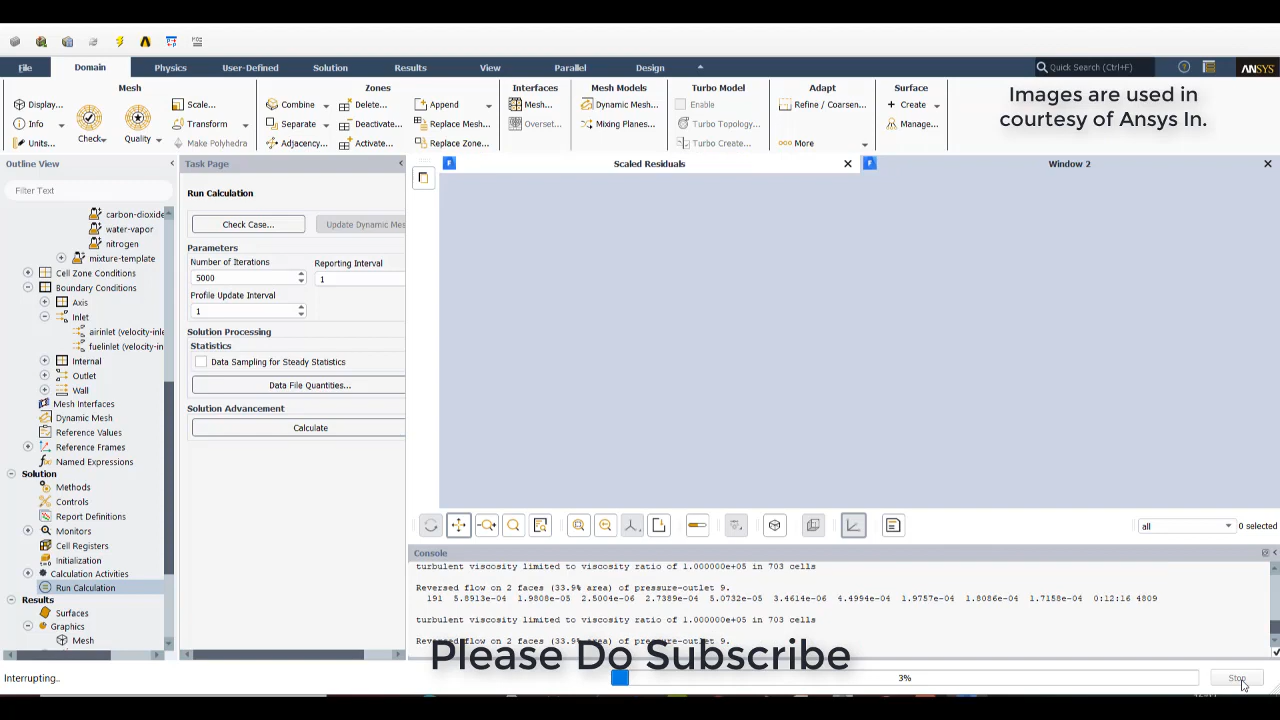 File
Domain
Physics
User-Defined
Solution
Results
View
Parallel
Design
Quick Search (Ctrl+F)
ANSYS
Mesh
Zones
Interfaces
Mesh Models
Turbo Model
Adapt
Surface
Images are used in
courtesy of Ansys In.
Display...
Info
Units...
Check
Quality
Scale...
Transform
Make Polyhedra
Combine
Separate
Adjacency...
Delete...
Deactivate...
Activate...
Append
Replace Mesh...
Replace Zone...
Mesh...
Overset...
Dynamic Mesh...
Mixing Planes...
Enable
Turbo Topology...
Turbo Create...
Refine / Coarsen...
More
Create
Manage...
Outline View
Filter Text
carbon-dioxide
water-vapor
nitrogen
mixture-template
Cell Zone Conditions
Boundary Conditions
Axis
Inlet
airinlet (velocity-inle
fuelinlet (velocity-in
Internal
Outlet
Wall
Mesh Interfaces
Dynamic Mesh
Reference Values
Reference Frames
Named Expressions
Solution
Methods
Controls
Report Definitions
Monitors
Cell Registers
Initialization
Calculation Activities
Run Calculation
Results
Surfaces
Graphics
Mesh
Task Page
Run Calculation
Check Case...
Update Dynamic Mes
Parameters
Number of Iterations
Reporting Interval
5000
1
Profile Update Interval
1
Solution Processing
Statistics
Data Sampling for Steady Statistics
Data File Quantities...
Solution Advancement
Calculate
Scaled Residuals
Window 2
all
0 selected
Console
turbulent viscosity limited to viscosity ratio of 1.000000e+05 in 703 cells
Reversed flow on 2 faces (33.9% area) of pressure-outlet 9.
191 5.8913e-04 1.9808e-05 2.5004e-06 2.7389e-04 5.0732e-05 3.4614e-06 4.4994e-04 1.9757e-04 1.8086e-04 1.7158e-04 0:12:16 4809
turbulent viscosity limited to viscosity ratio of 1.000000e+05 in 703 cells
Reversed flow on 2 faces (33.9% area) of pressure-outlet 9.
Please Do Subscribe
Interrupting..
3%
Stop